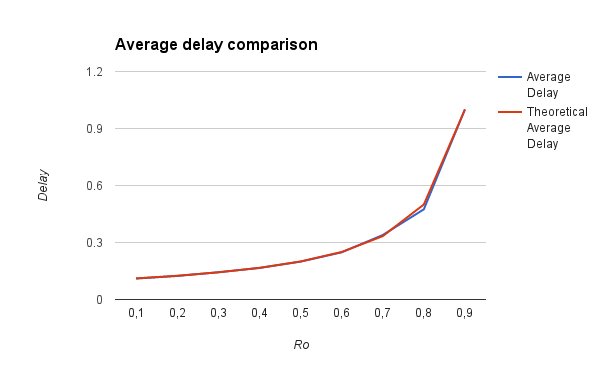 Average delay comparison
1.2
0.9
0.6
0.3
0
Delay
0,1 0,2 0,3 0,4 0,5 0,6 0,7 0,8 0,9
Ro
Average
Delay
Theoretical
Average
Delay